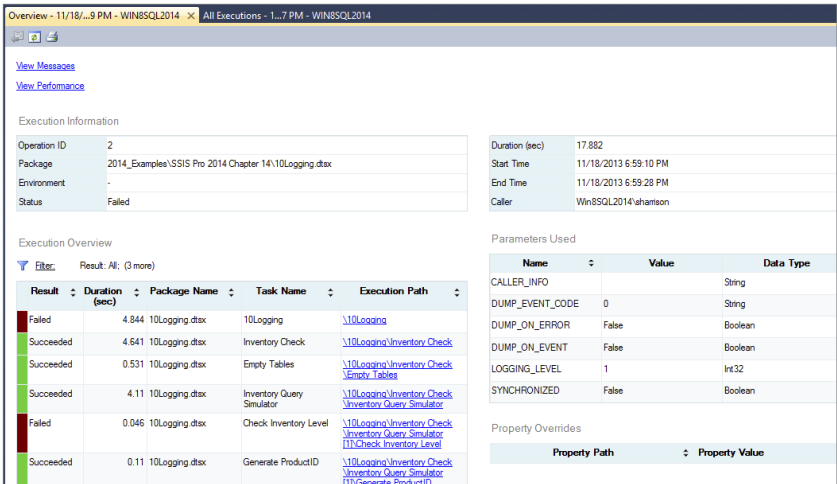 Overview - 11/18/...9 PM - WIN8SQL2014 ✕ All Executions - 1...7 PM - WIN8SQL2014
View Messages
View Performance
Execution Information
Operation ID 2
Package 2014_Examples\SSIS Pro 2014 Chapter 14\10Logging.dtsx
Environment -
Status Failed
Duration (sec) 17.882
Start Time 11/18/2013 6:59:10 PM
End Time 11/18/2013 6:59:28 PM
Caller Win8SQL2014\sharrison
Execution Overview
Filter: Result: All; (3 more)
Result Duration (sec) Package Name Task Name Execution Path
Failed 4.844 10Logging.dtsx 10Logging \10Logging
Succeeded 4.641 10Logging.dtsx Inventory Check \10Logging\Inventory Check
Succeeded 0.531 10Logging.dtsx Empty Tables \10Logging\Inventory Check
\Empty Tables
Succeeded 4.11 10Logging.dtsx Inventory Query \10Logging\Inventory Check
Simulator \Inventory Query Simulator
Failed 0.046 10Logging.dtsx Check Inventory Level \10Logging\Inventory Check
\Inventory Query Simulator
[1]\Check Inventory Level
Succeeded 0.11 10Logging.dtsx Generate ProductID \10Logging\Inventory Check
\Inventory Query Simulator
[1]\Generate ProductID
Parameters Used
Name Value Data Type
CALLER_INFO String
DUMP_EVENT_CODE 0 String
DUMP_ON_ERROR False Boolean
DUMP_ON_EVENT False Boolean
LOGGING_LEVEL 1 Int32
SYNCHRONIZED False Boolean
Property Overrides
Property Path Property Value